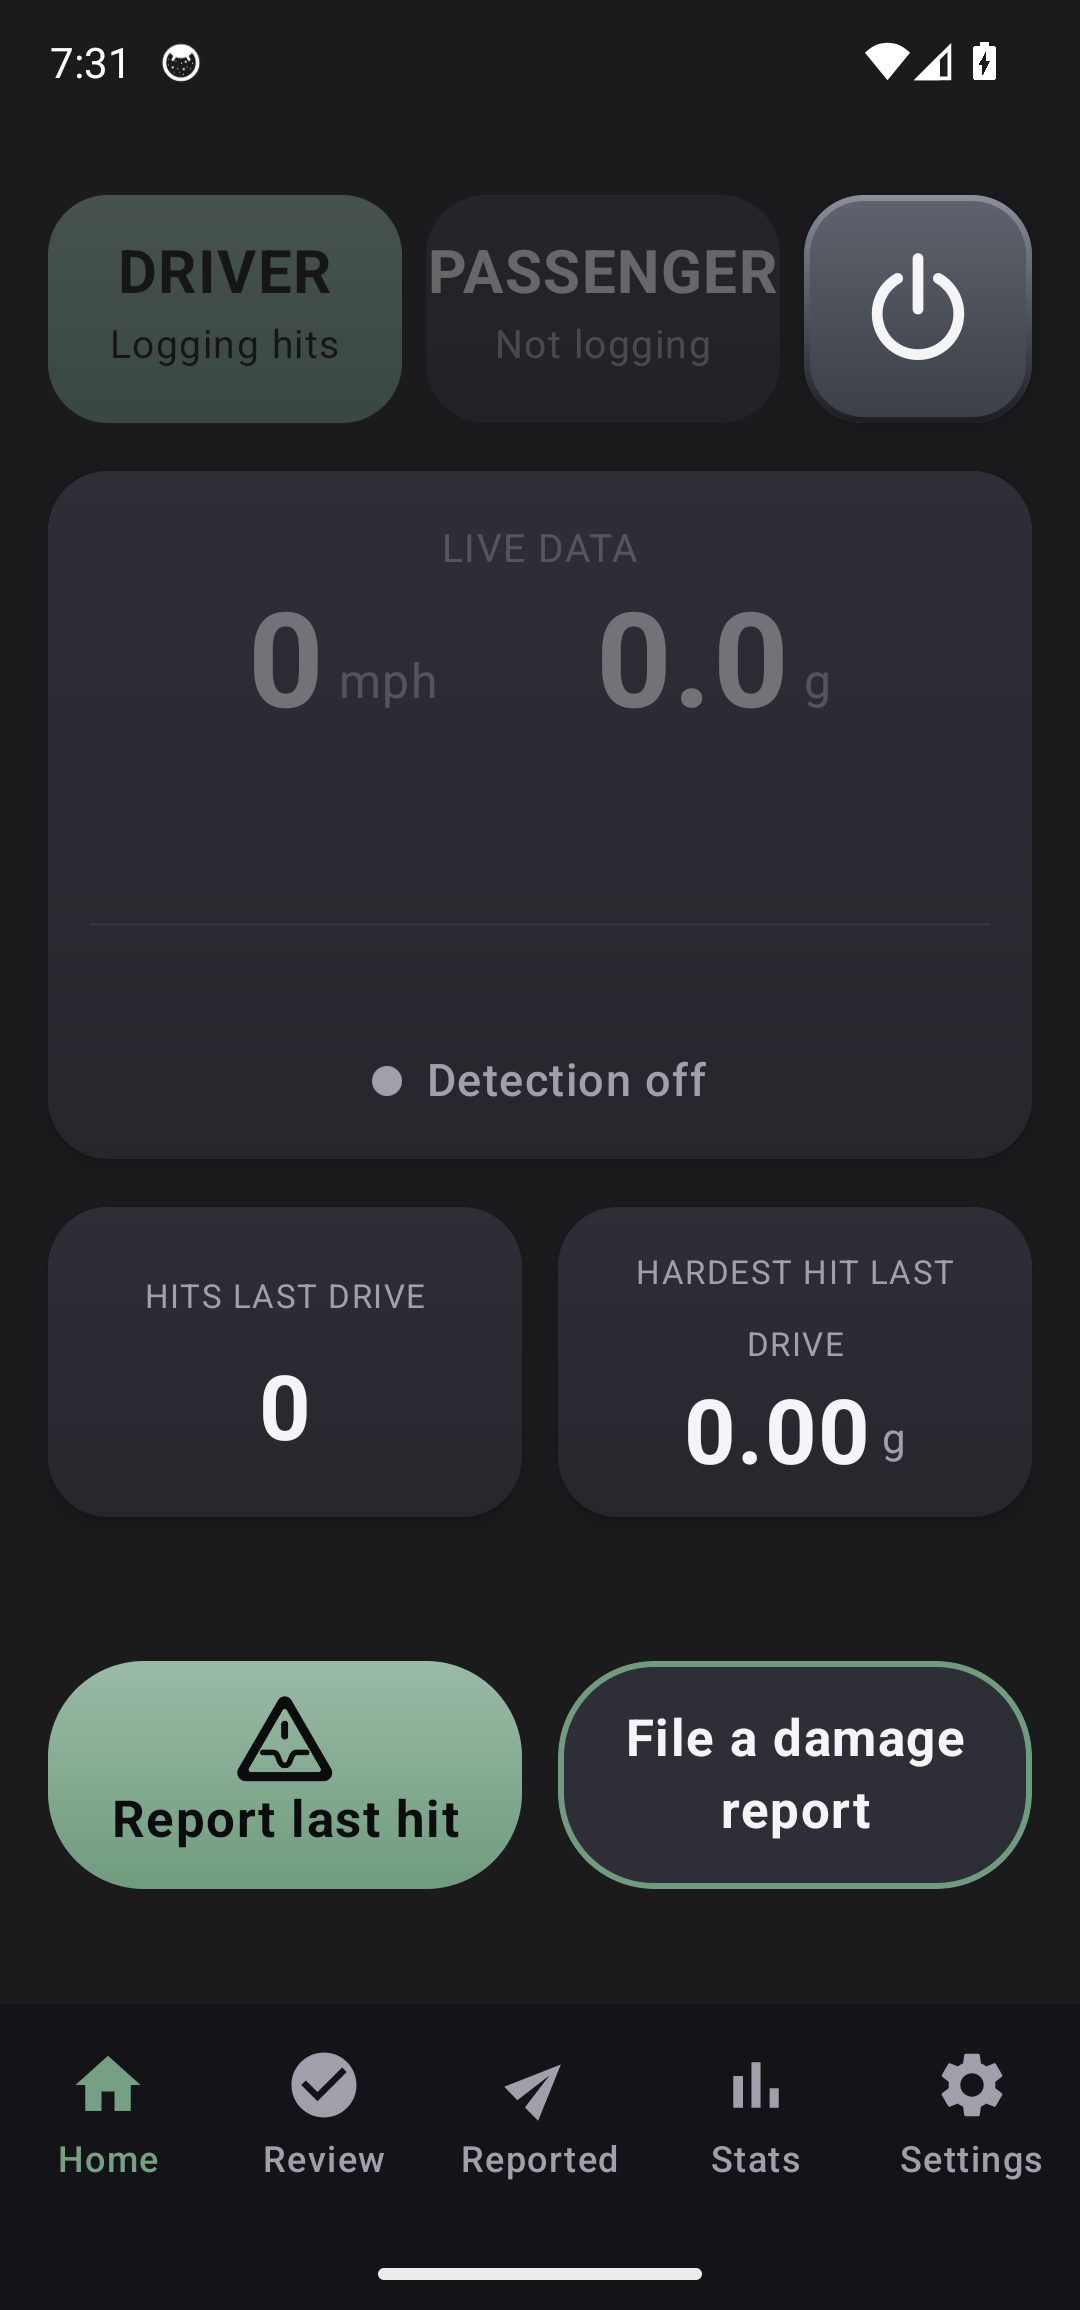 7:31
DRIVER
Logging hits
PASSENGER
Not logging
LIVE DATA
0 mph
0.0 g
Detection off
HITS LAST DRIVE
0
HARDEST HIT LAST
DRIVE
0.00 g
Report last hit
File a damage
report
Home
Review
Reported
Stats
Settings